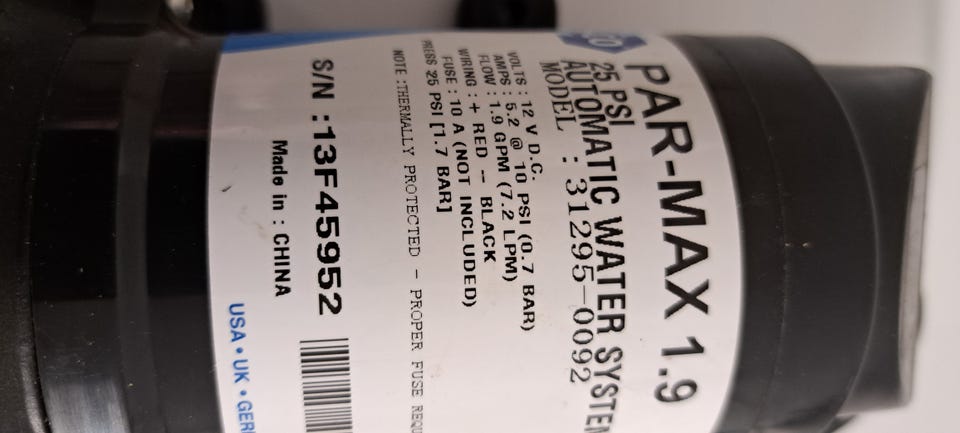 PAR-MAX 1.9
25 PSI
AUTOMATIC WATER SYSTEM
MODEL : 31295-0092
VOLTS : 12 V D.C.
AMPS : 5.2 @ 10 PSI (0.7 BAR)
FLOW : 1.9 GPM (7.2 LPM)
WIRING : + RED -- BLACK
FUSE : 10 A (NOT INCLUDED)
PRESS 25 PSI [1.7 BAR]
NOTE :THERMALLY PROTECTED - PROPER FUSE REQU
S/N :13F45952
Made in : CHINA
USA • UK • GER